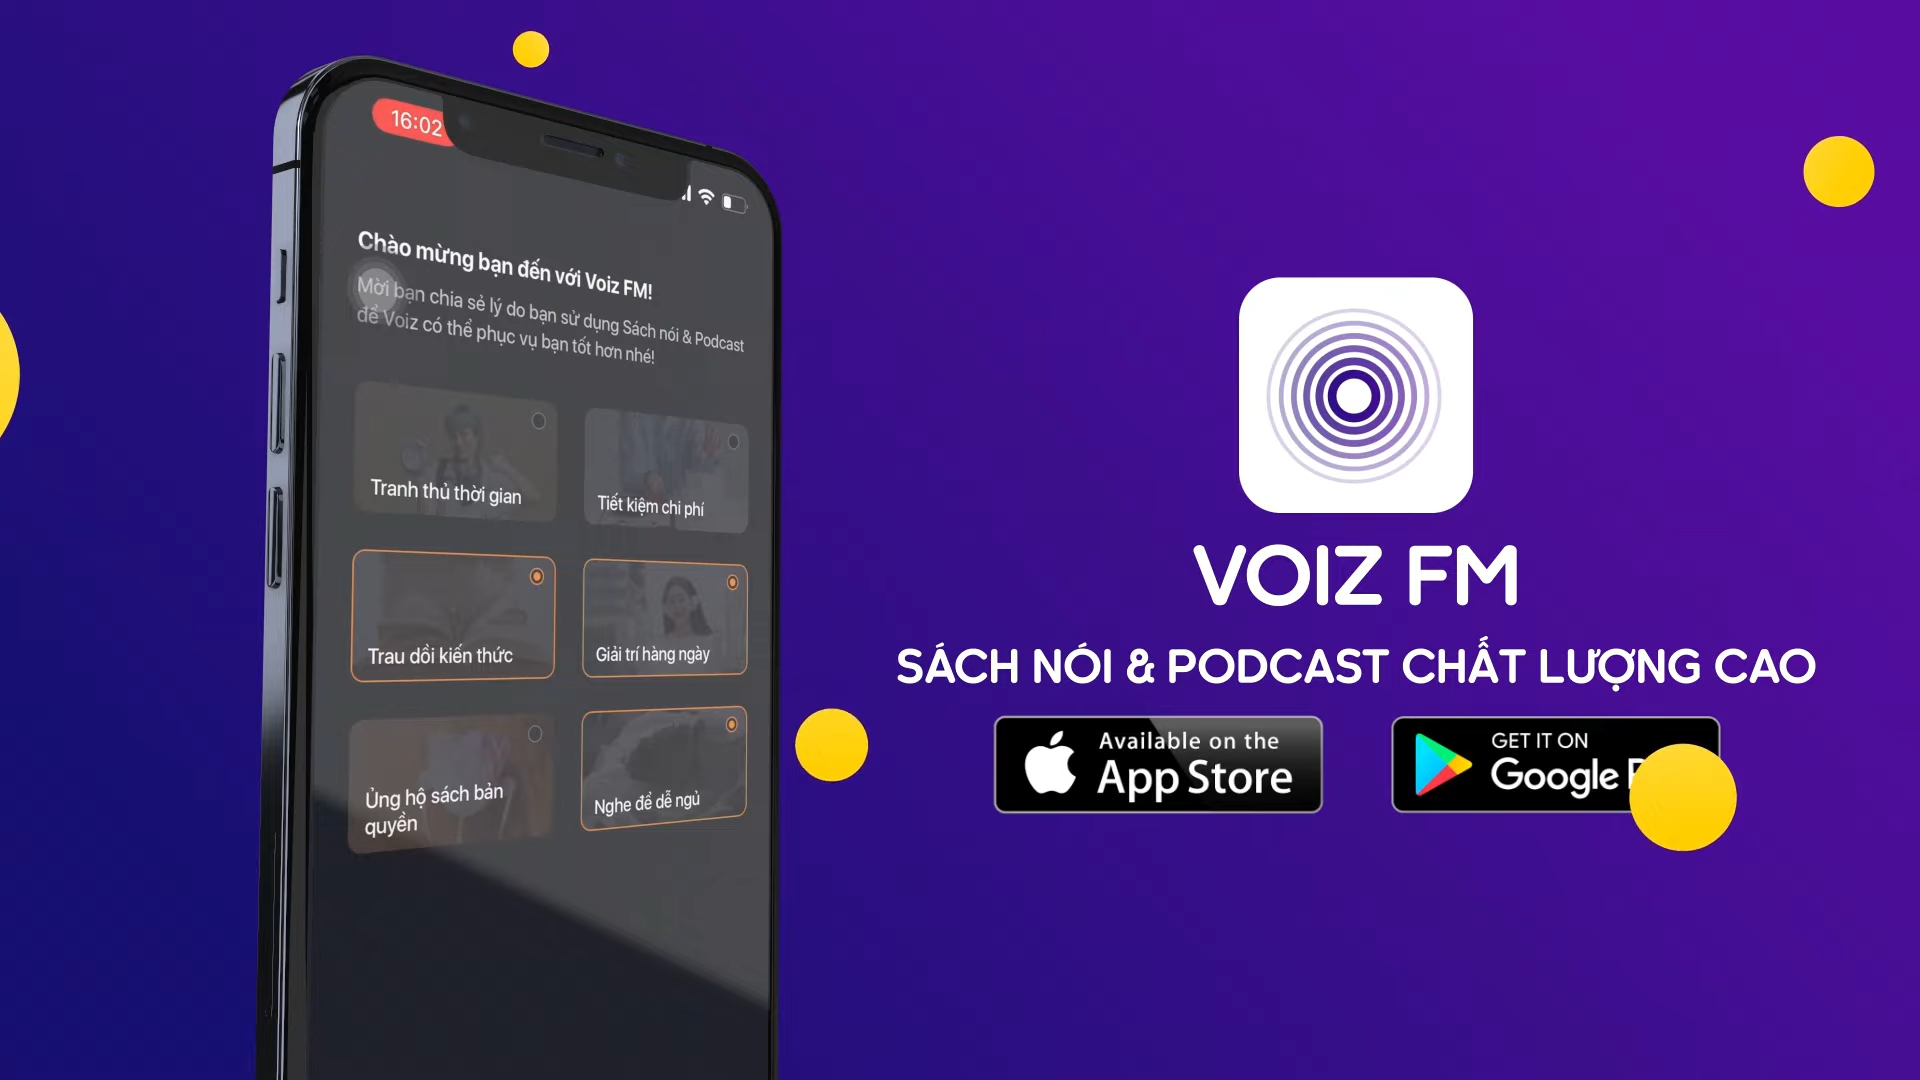 16:02
Chào mừng bạn đến với Voiz FM!
Mời bạn chia sẻ lý do bạn sử dụng Sách nói & Podcast
để Voiz có thể phục vụ bạn tốt hơn nhé!
Tranh thủ thời gian
Tiết kiệm chi phí
Trau dồi kiến thức
Giải trí hàng ngày
Ủng hộ sách bản
quyền
Nghe để dễ ngủ
VOIZ FM
SÁCH NÓI & PODCAST CHẤT LƯỢNG CAO
Available on the
App Store
GET IT ON
Google